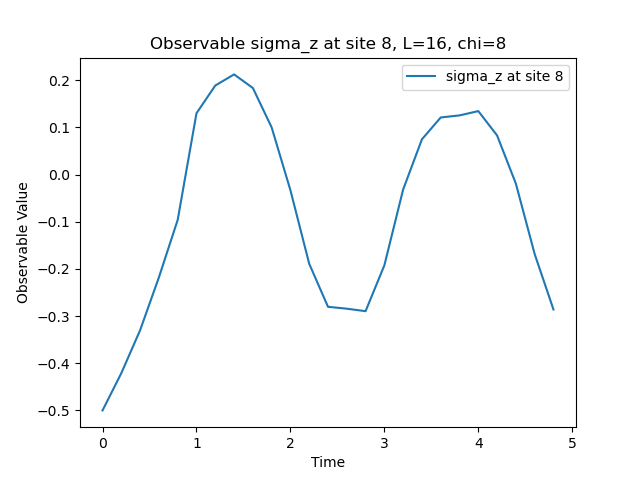 Observable sigma_z at site 8, L=16, chi=8
sigma_z at site 8
Observable Value
0.2
0.1
0.0
−0.1
−0.2
−0.3
−0.4
−0.5
0 1 2 3 4 5
Time